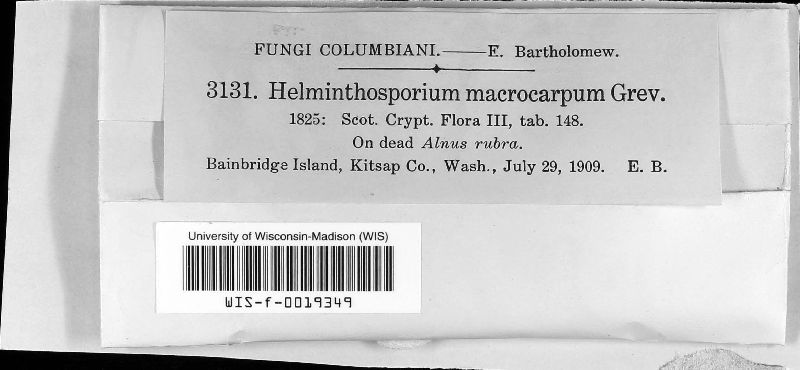 FUNGI COLUMBIANI.—E. Bartholomew.
3131. Helminthosporium macrocarpum Grev.
1825: Scot. Crypt. Flora III, tab. 148.
On dead Alnus rubra.
Bainbridge Island, Kitsap Co., Wash., July 29, 1909. E. B.
University of Wisconsin-Madison (WIS)
WIS-f-0019349